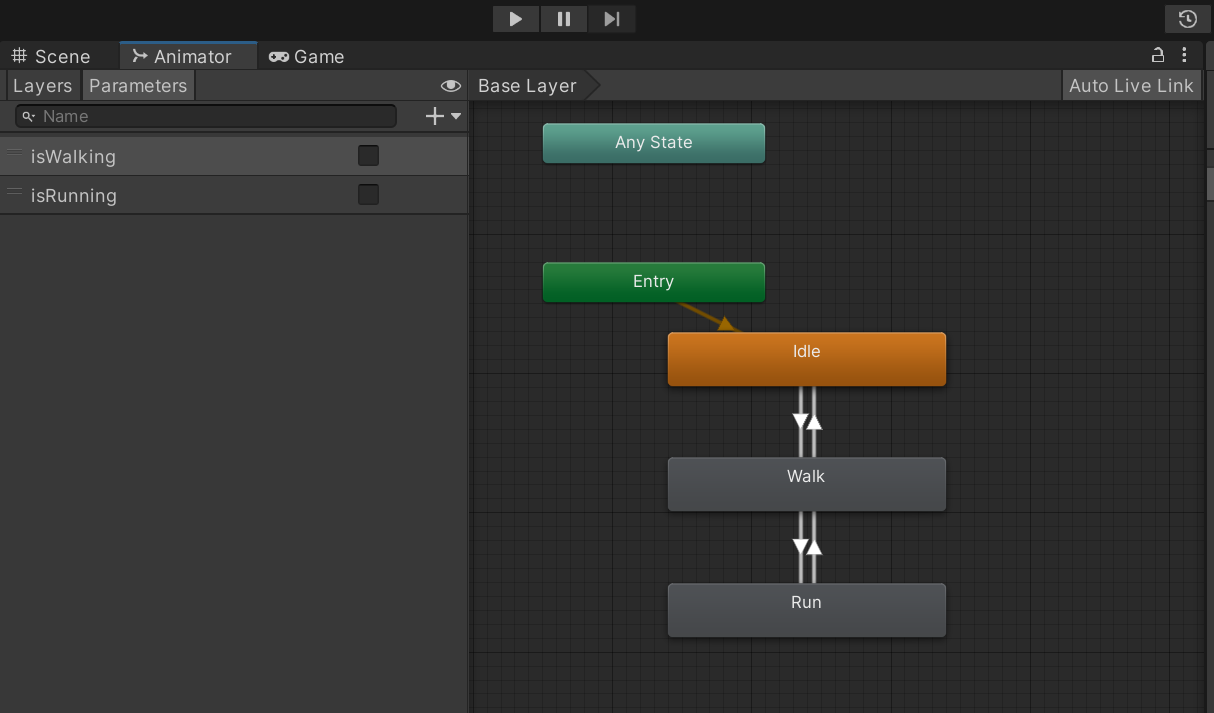 Scene Animator Game
Layers Parameters Base Layer Auto Live Link
Name
isWalking
isRunning
Any State
Entry
Idle
Walk
Run